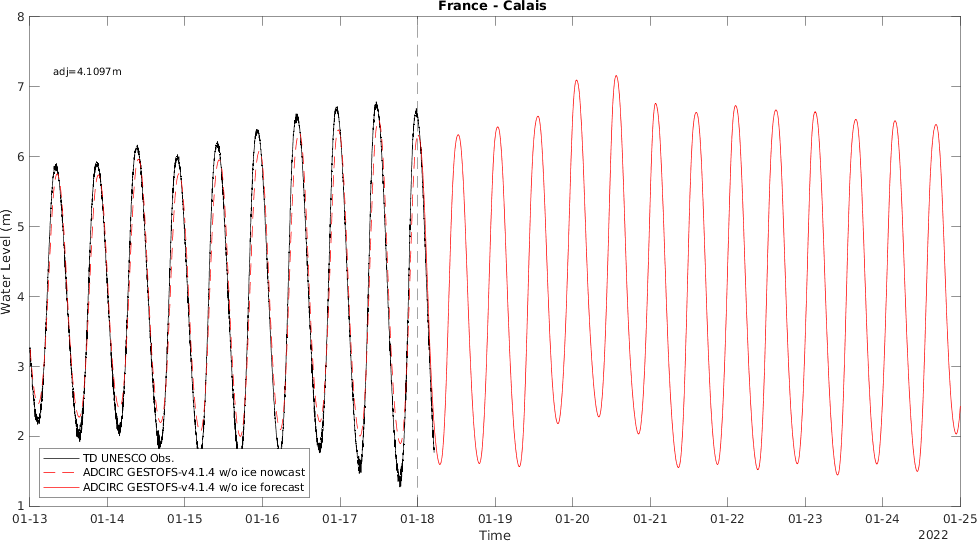 France - Calais
8
7
6
5
4
3
2
1
Water Level (m)
adj=4.1097m
TD UNESCO Obs.
ADCIRC GESTOFS-v4.1.4 w/o ice nowcast
ADCIRC GESTOFS-v4.1.4 w/o ice forecast
01-13 01-14 01-15 01-16 01-17 01-18 01-19 01-20 01-21 01-22 01-23 01-24 01-25
Time
2022